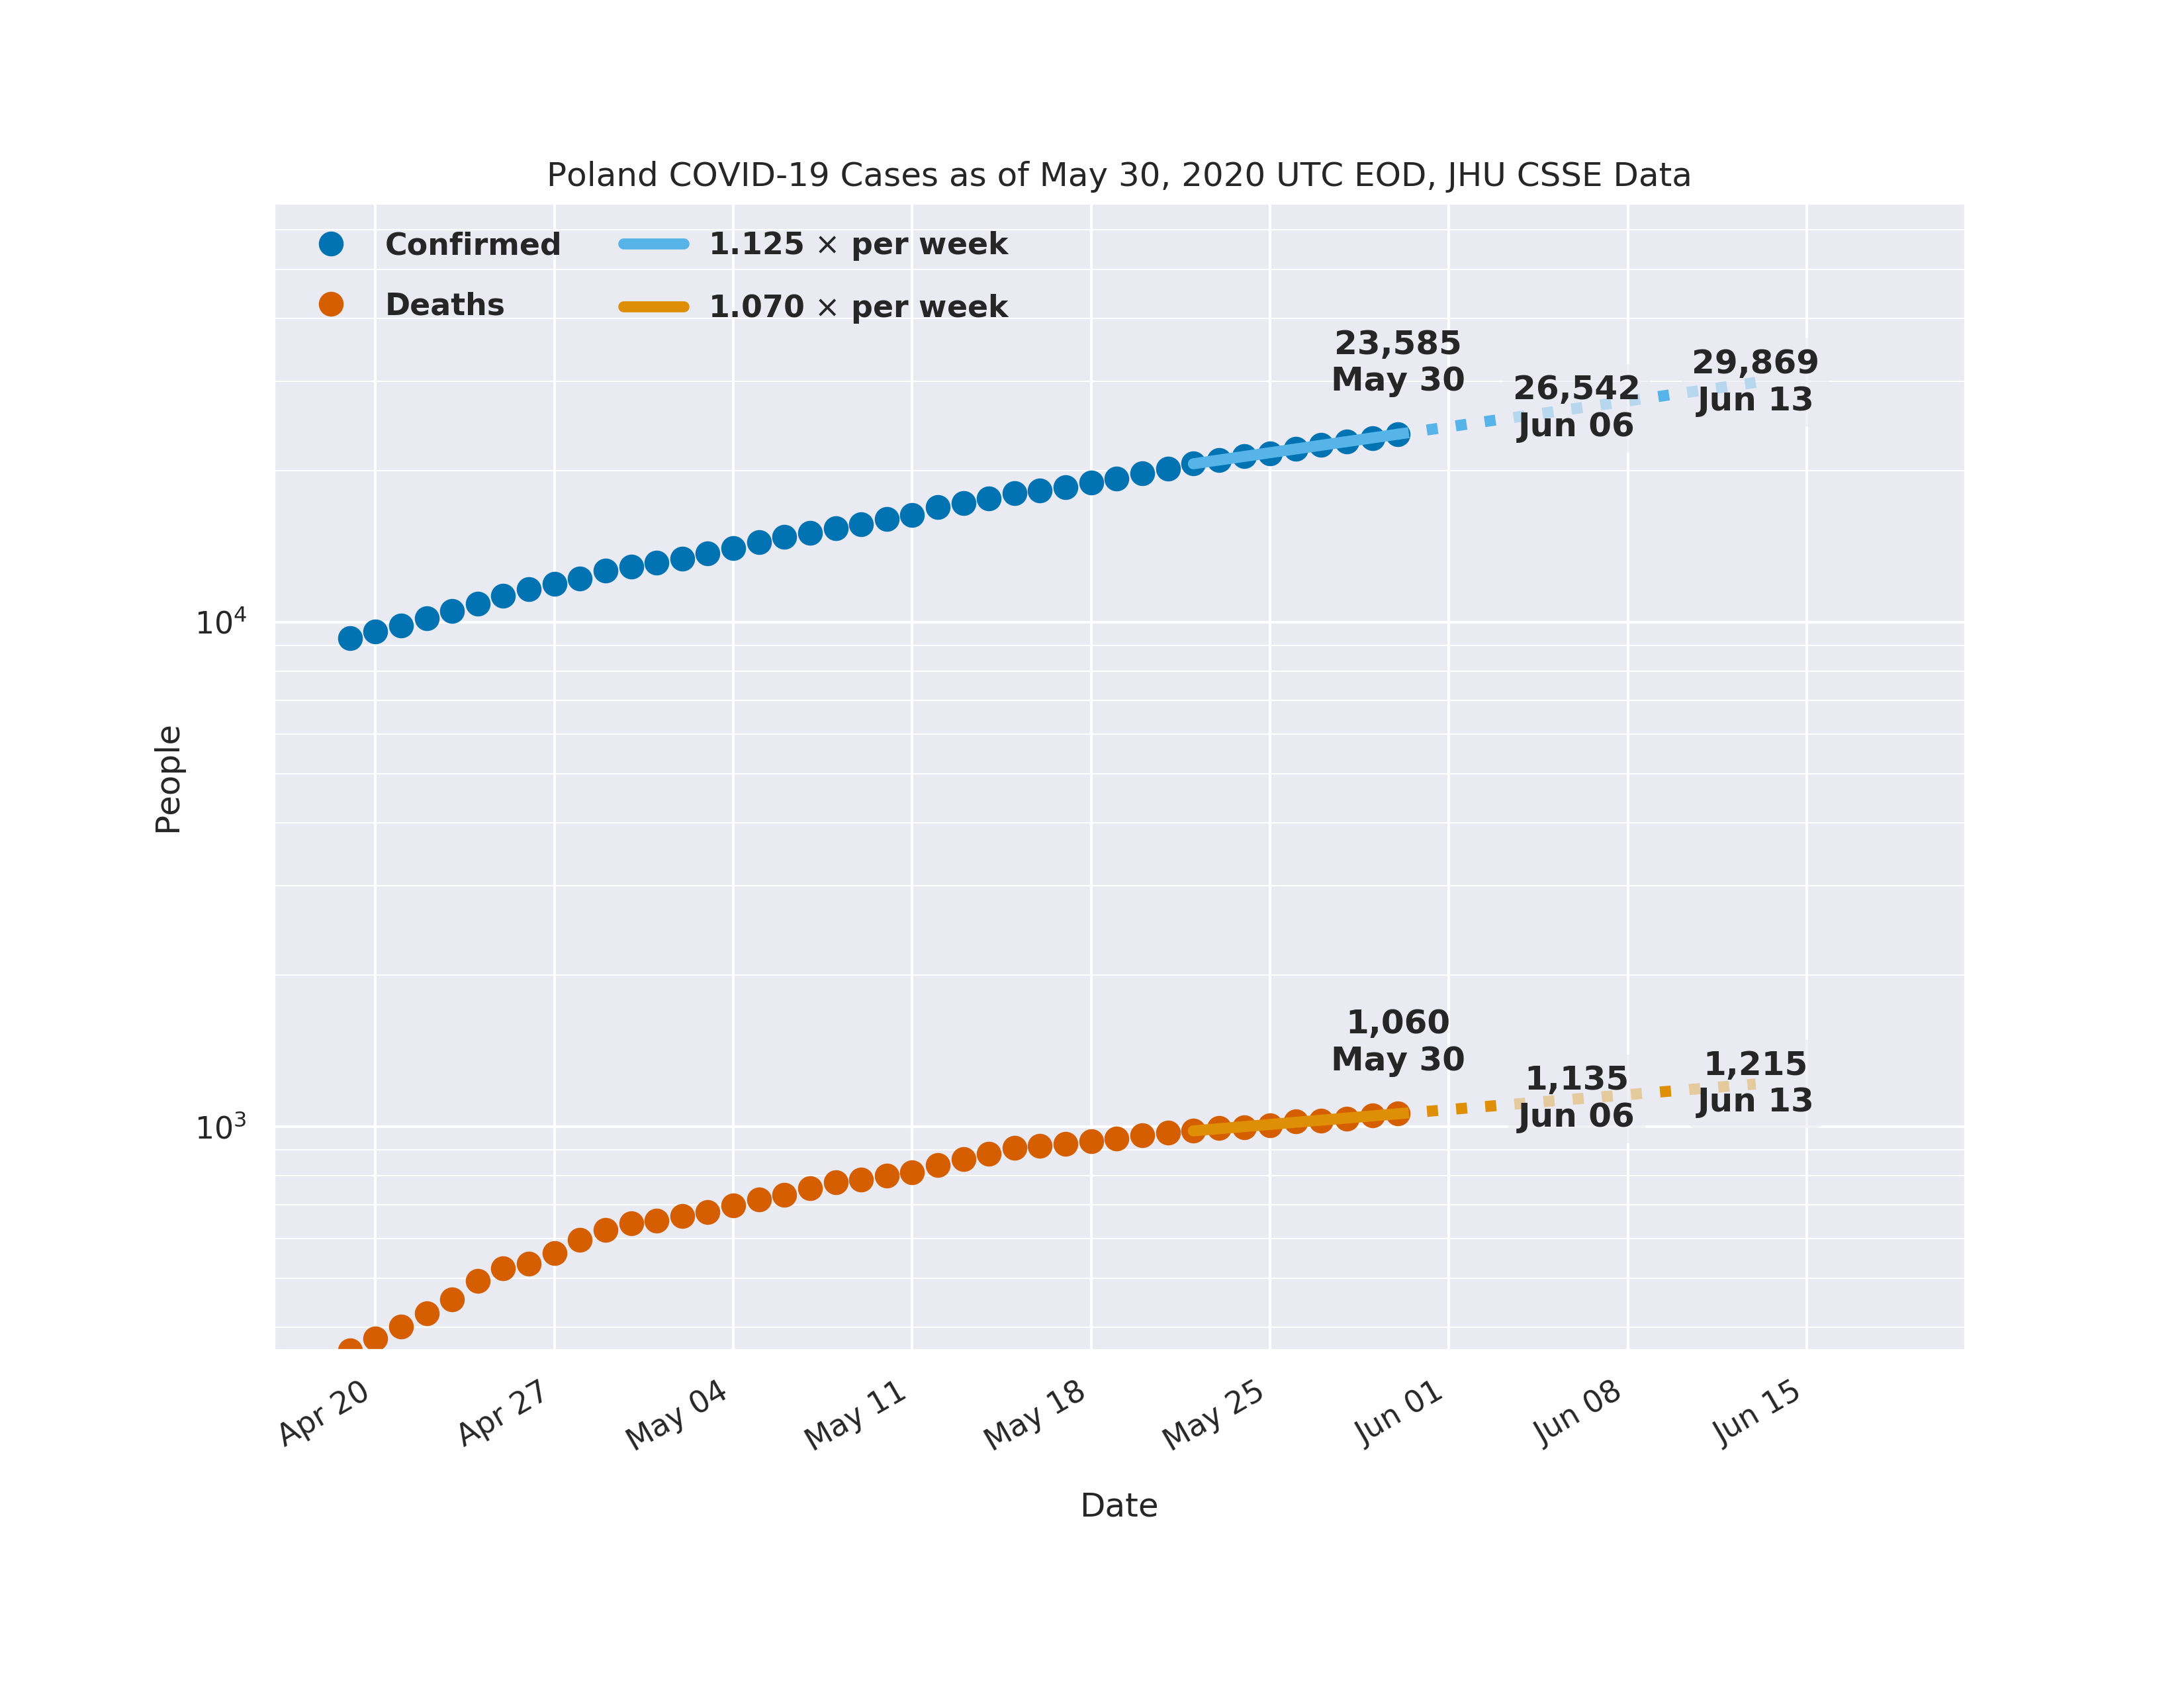 Poland COVID-19 Cases as of May 30, 2020 UTC EOD, JHU CSSE Data
Confirmed
Deaths
1.125 × per week
1.070 × per week
23,585
May 30
26,542
Jun 06
29,869
Jun 13
1,060
May 30
1,135
Jun 06
1,215
Jun 13
People
10⁴
10³
Apr 20
Apr 27
May 04
May 11
May 18
May 25
Jun 01
Jun 08
Jun 15
Date